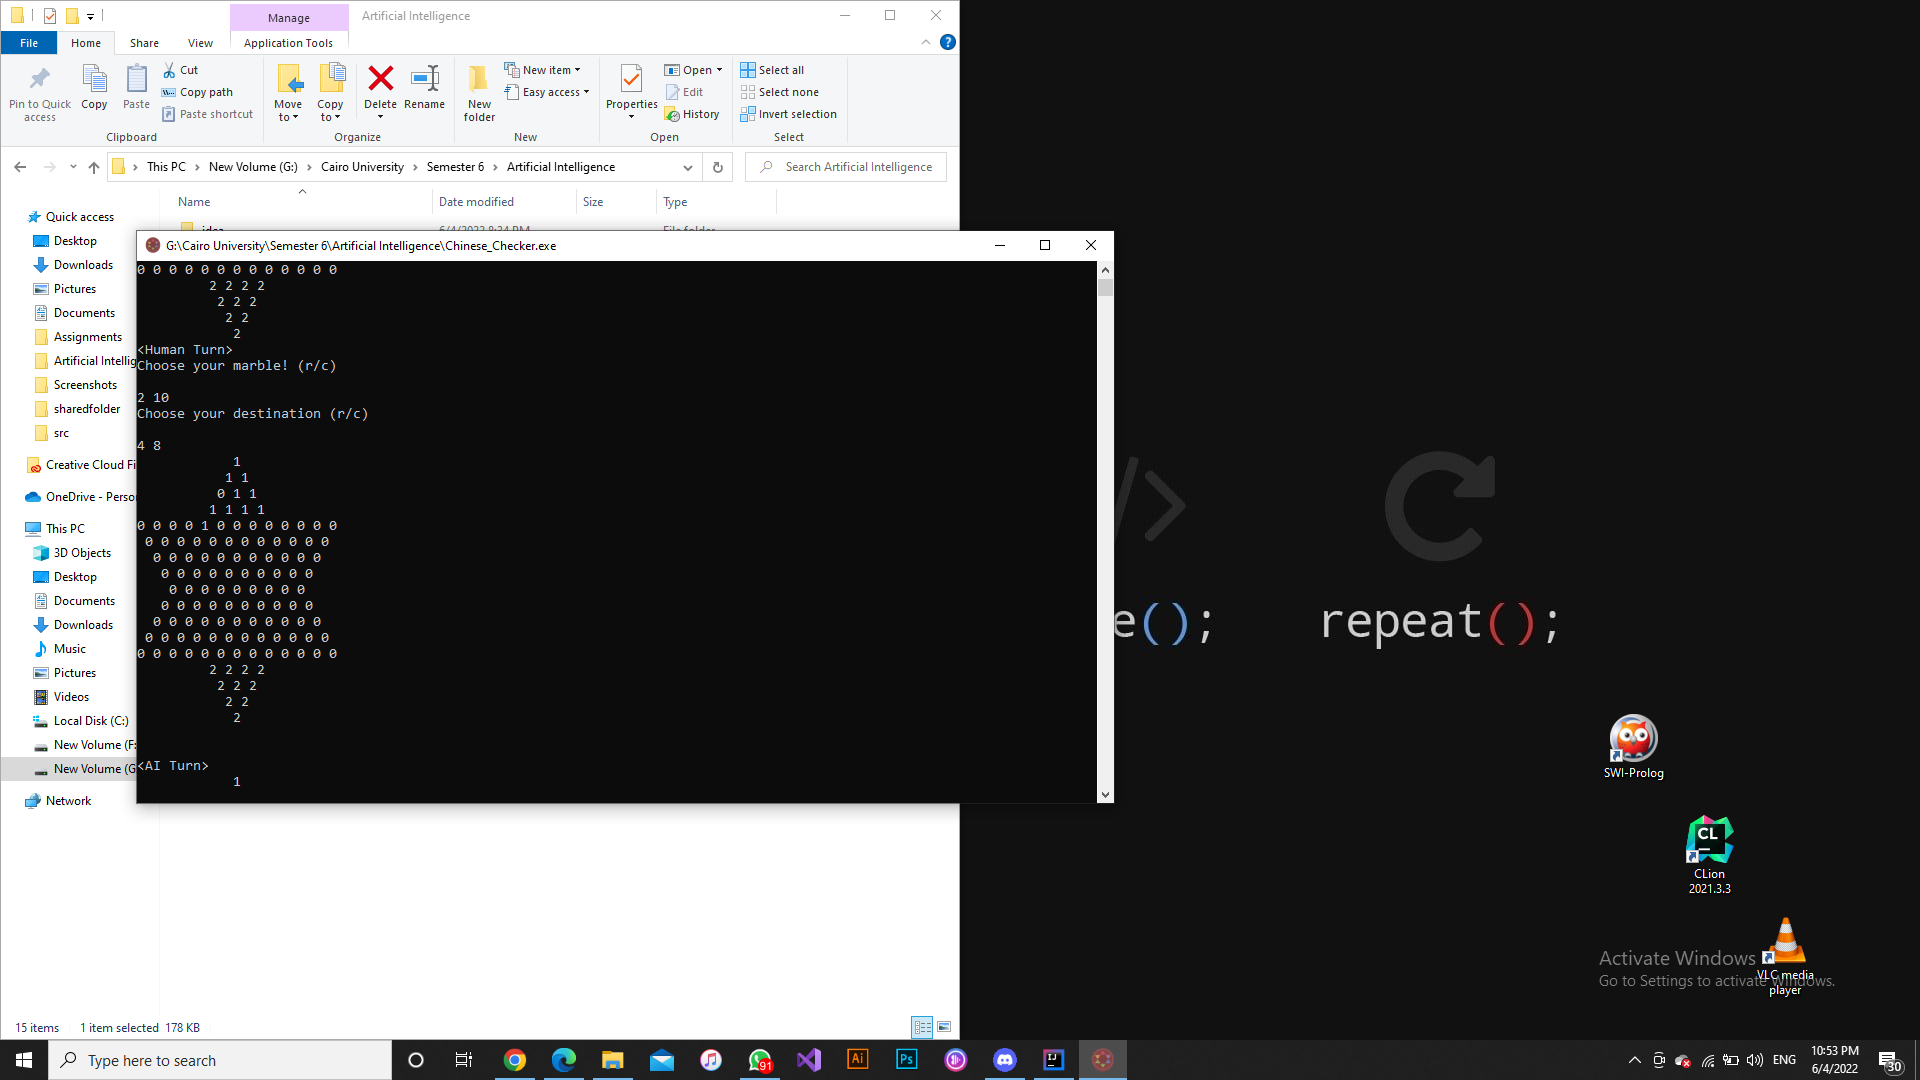 Manage
Artificial Intelligence
File
Home
Share
View
Application Tools
Pin to Quick access
Copy
Paste
Cut
Copy path
Paste shortcut
Clipboard
Move to
Copy to
Delete
Rename
Organize
New folder
New item
Easy access
New
Properties
Open
Edit
History
Open
Select all
Select none
Invert selection
Select
This PC
New Volume (G:)
Cairo University
Semester 6
Artificial Intelligence
Search Artificial Intelligence
Name
Date modified
Size
Type
Quick access
Desktop
Downloads
Pictures
Documents
Assignments
Artificial Intellig
Screenshots
sharedfolder
src
Creative Cloud Fi
OneDrive - Person
This PC
3D Objects
Desktop
Documents
Downloads
Music
Pictures
Videos
Local Disk (C:)
New Volume (F:
New Volume (G
Network
15 items
1 item selected 178 KB
G:\Cairo University\Semester 6\Artificial Intelligence\Chinese_Checker.exe
0 0 0 0 0 0 0 0 0 0 0 0 0
2 2 2 2
2 2 2
2 2
2
<Human Turn>
Choose your marble! (r/c)
2 10
Choose your destination (r/c)
4 8
1
1 1
0 1 1
1 1 1 1
0 0 0 0 1 0 0 0 0 0 0 0 0
0 0 0 0 0 0 0 0 0 0 0 0
0 0 0 0 0 0 0 0 0 0 0
0 0 0 0 0 0 0 0 0 0
0 0 0 0 0 0 0 0 0
0 0 0 0 0 0 0 0 0 0
0 0 0 0 0 0 0 0 0 0 0
0 0 0 0 0 0 0 0 0 0 0 0
0 0 0 0 0 0 0 0 0 0 0 0 0
2 2 2 2
2 2 2
2 2
2
<AI Turn>
1
e();
repeat();
SWI-Prolog
CL
CLion
2021.3.3
VLC media
player
Activate Windows
Go to Settings to activate Windows.
Type here to search
91
Ai
Ps
IJ
ENG
10:53 PM
6/4/2022
30